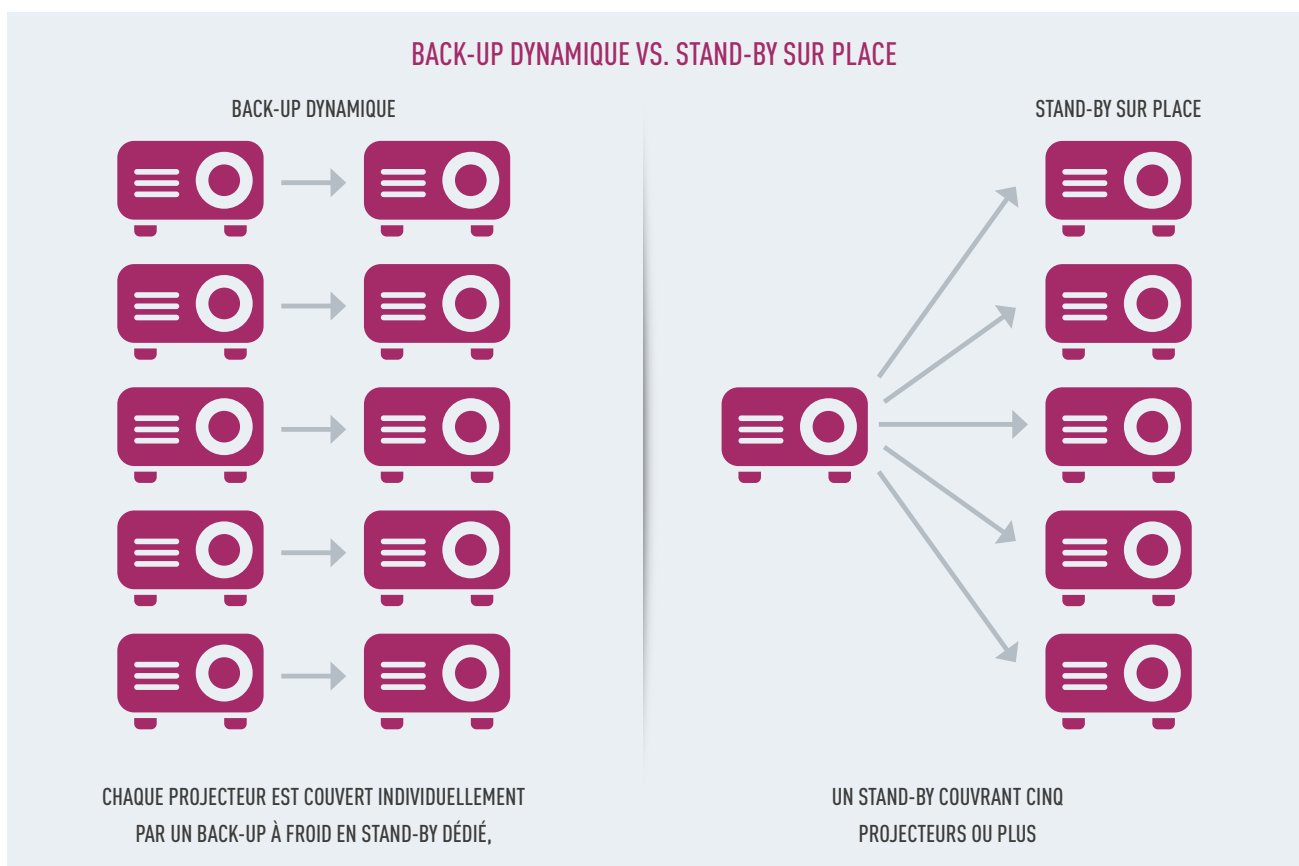 BACK-UP DYNAMIQUE VS. STAND-BY SUR PLACE
BACK-UP DYNAMIQUE
STAND-BY SUR PLACE
CHAQUE PROJECTEUR EST COUVERT INDIVIDUELLEMENT
PAR UN BACK-UP À FROID EN STAND-BY DÉDIÉ,
UN STAND-BY COUVRANT CINQ
PROJECTEURS OU PLUS